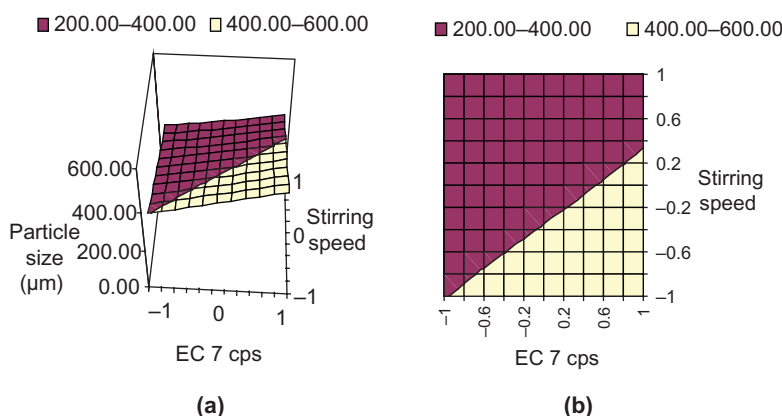 200.00–400.00 400.00–600.00
600.00
400.00
200.00
0.00
Particle
size
(µm)
−1 0 1
EC 7 cps
1
0
−1
Stirring
speed
(a)
200.00–400.00 400.00–600.00
1
0.6
0.2
−0.2
−0.6
−1
Stirring
speed
−1 −0.6 −0.2 0.2 0.6 1
EC 7 cps
(b)